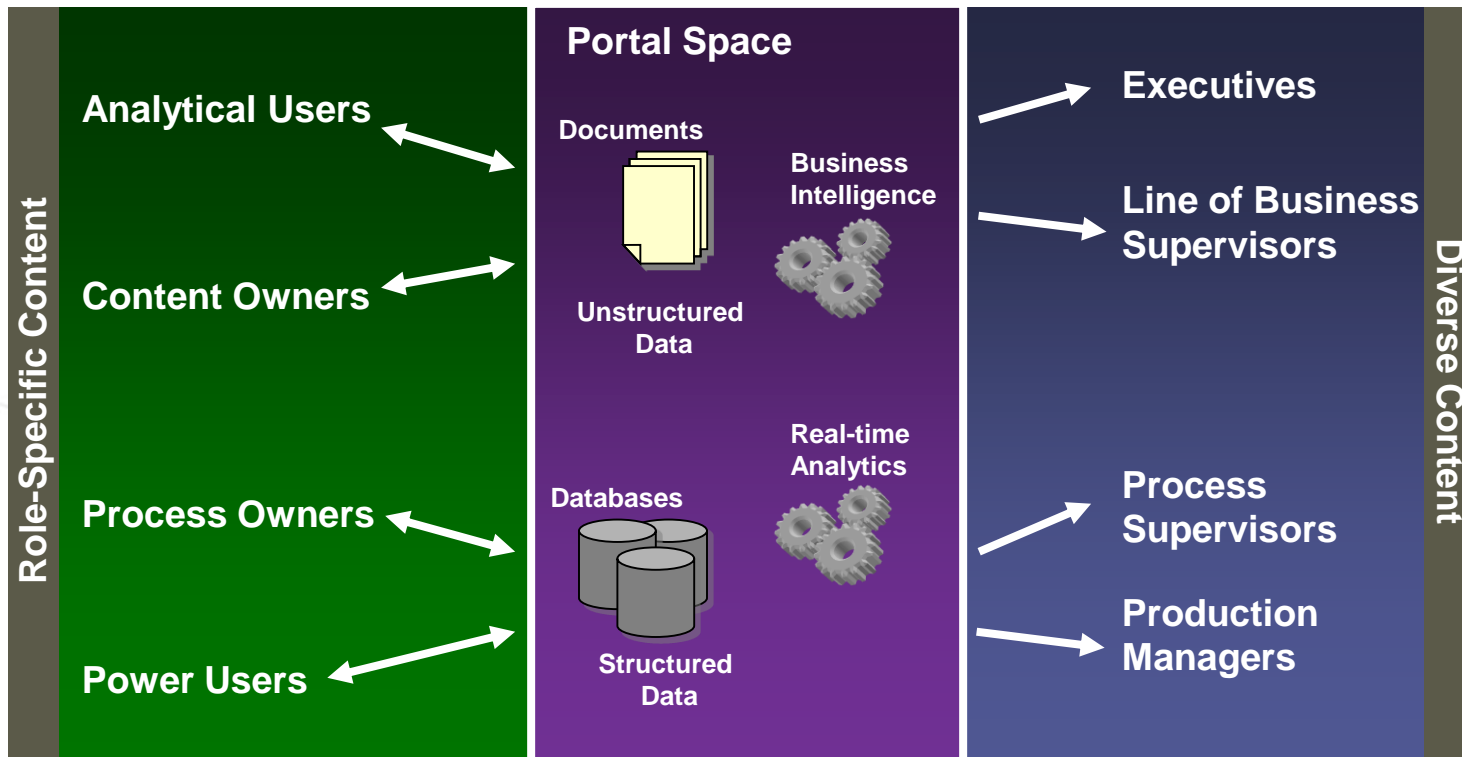 Role-Specific Content
Analytical Users
Content Owners
Process Owners
Power Users
Portal Space
Documents
Business
Intelligence
Unstructured
Data
Real-time
Analytics
Databases
Structured
Data
Executives
Line of Business
Supervisors
Process
Supervisors
Production
Managers
Diverse Content